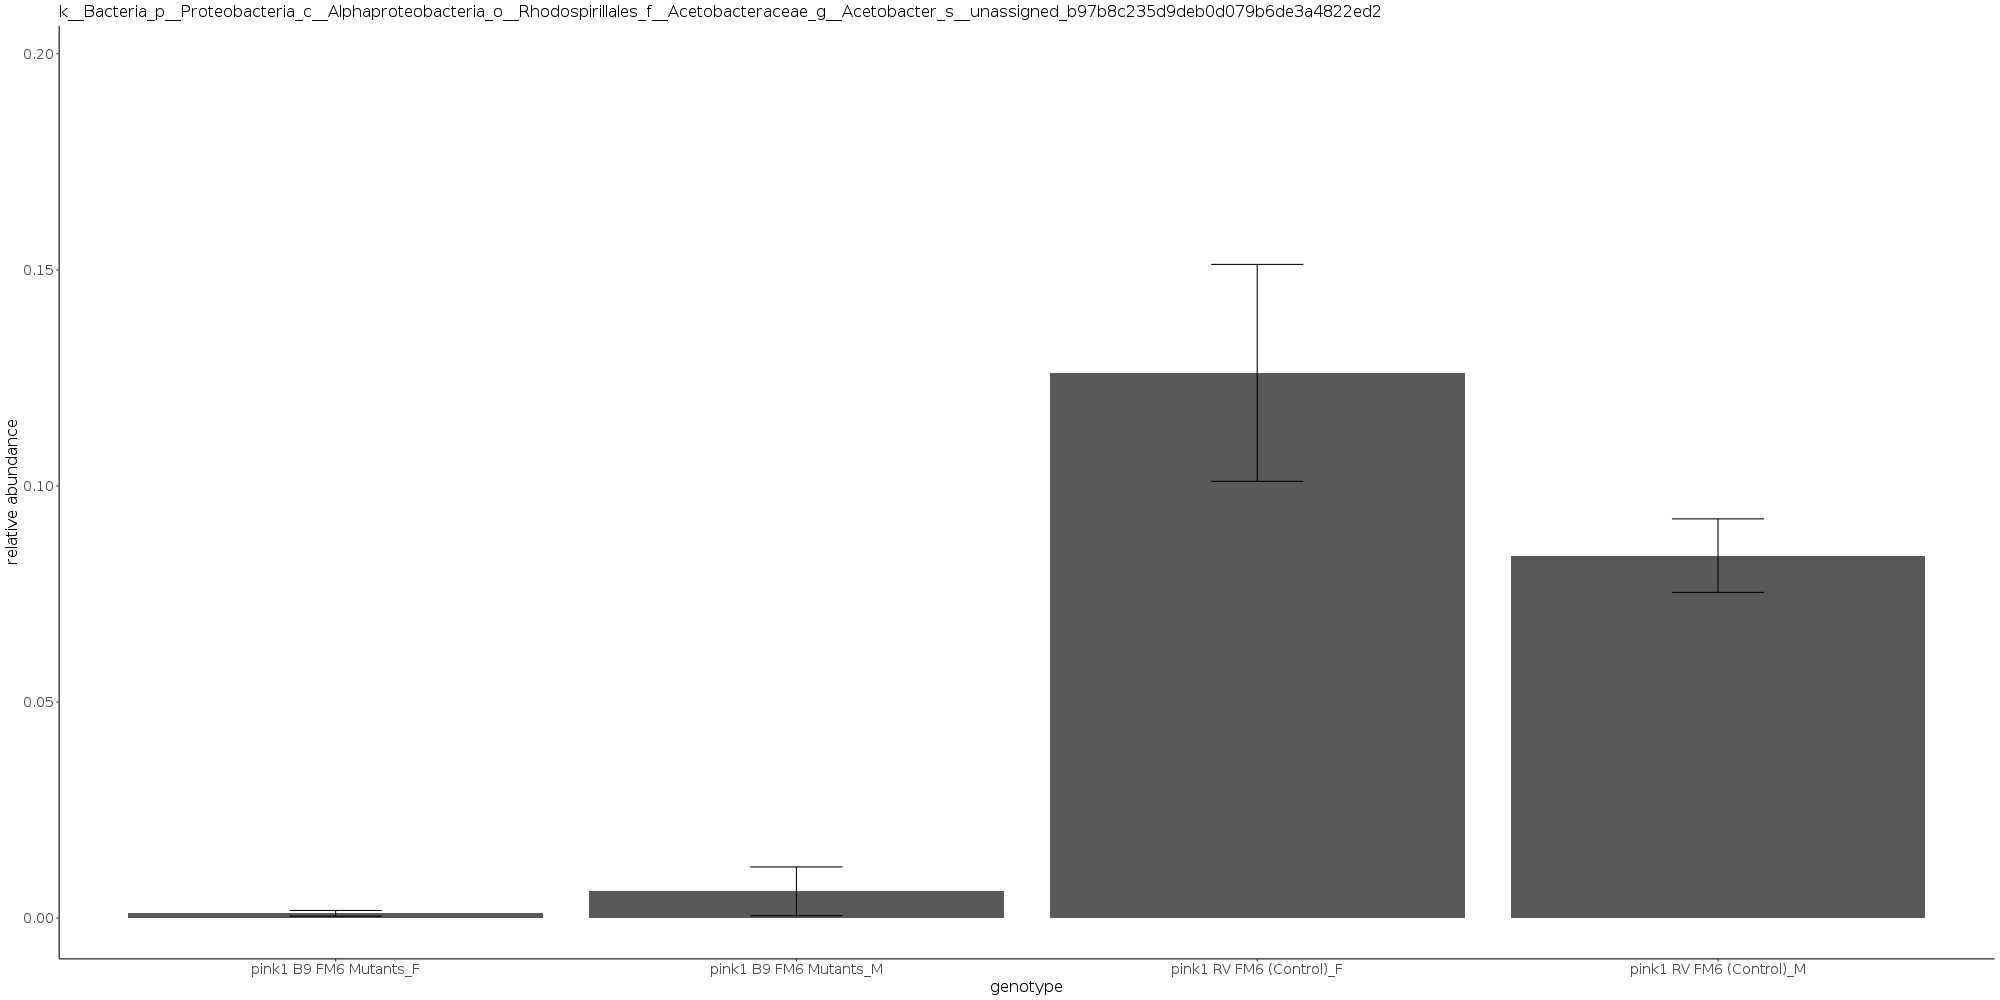 k__Bacteria_p__Proteobacteria_c__Alphaproteobacteria_o__Rhodospirillales_f__Acetobacteraceae_g__Acetobacter_s__unassigned_b97b8c235d9deb0d079b6de3a4822ed2
0.20
0.15
0.10
0.05
0.00
relative abundance
pink1 B9 FM6 Mutants_F
pink1 B9 FM6 Mutants_M
pink1 RV FM6 (Control)_F
pink1 RV FM6 (Control)_M
genotype